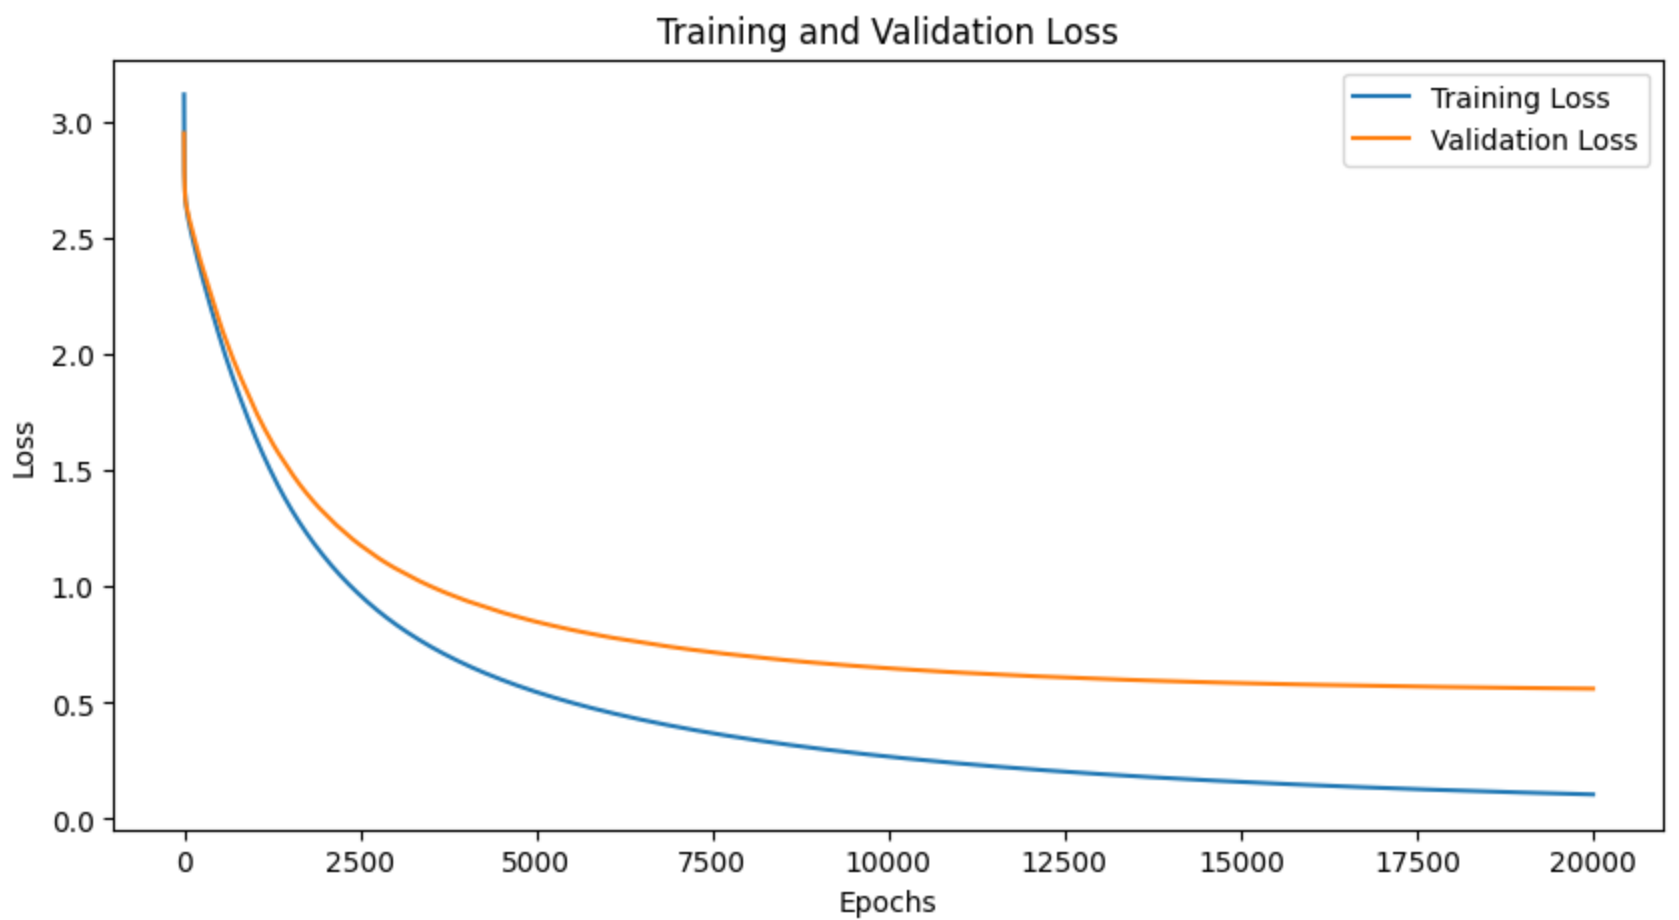 Training and Validation Loss
Training Loss
Validation Loss
3.0
2.5
2.0
1.5
1.0
0.5
0.0
Loss
0 2500 5000 7500 10000 12500 15000 17500 20000
Epochs